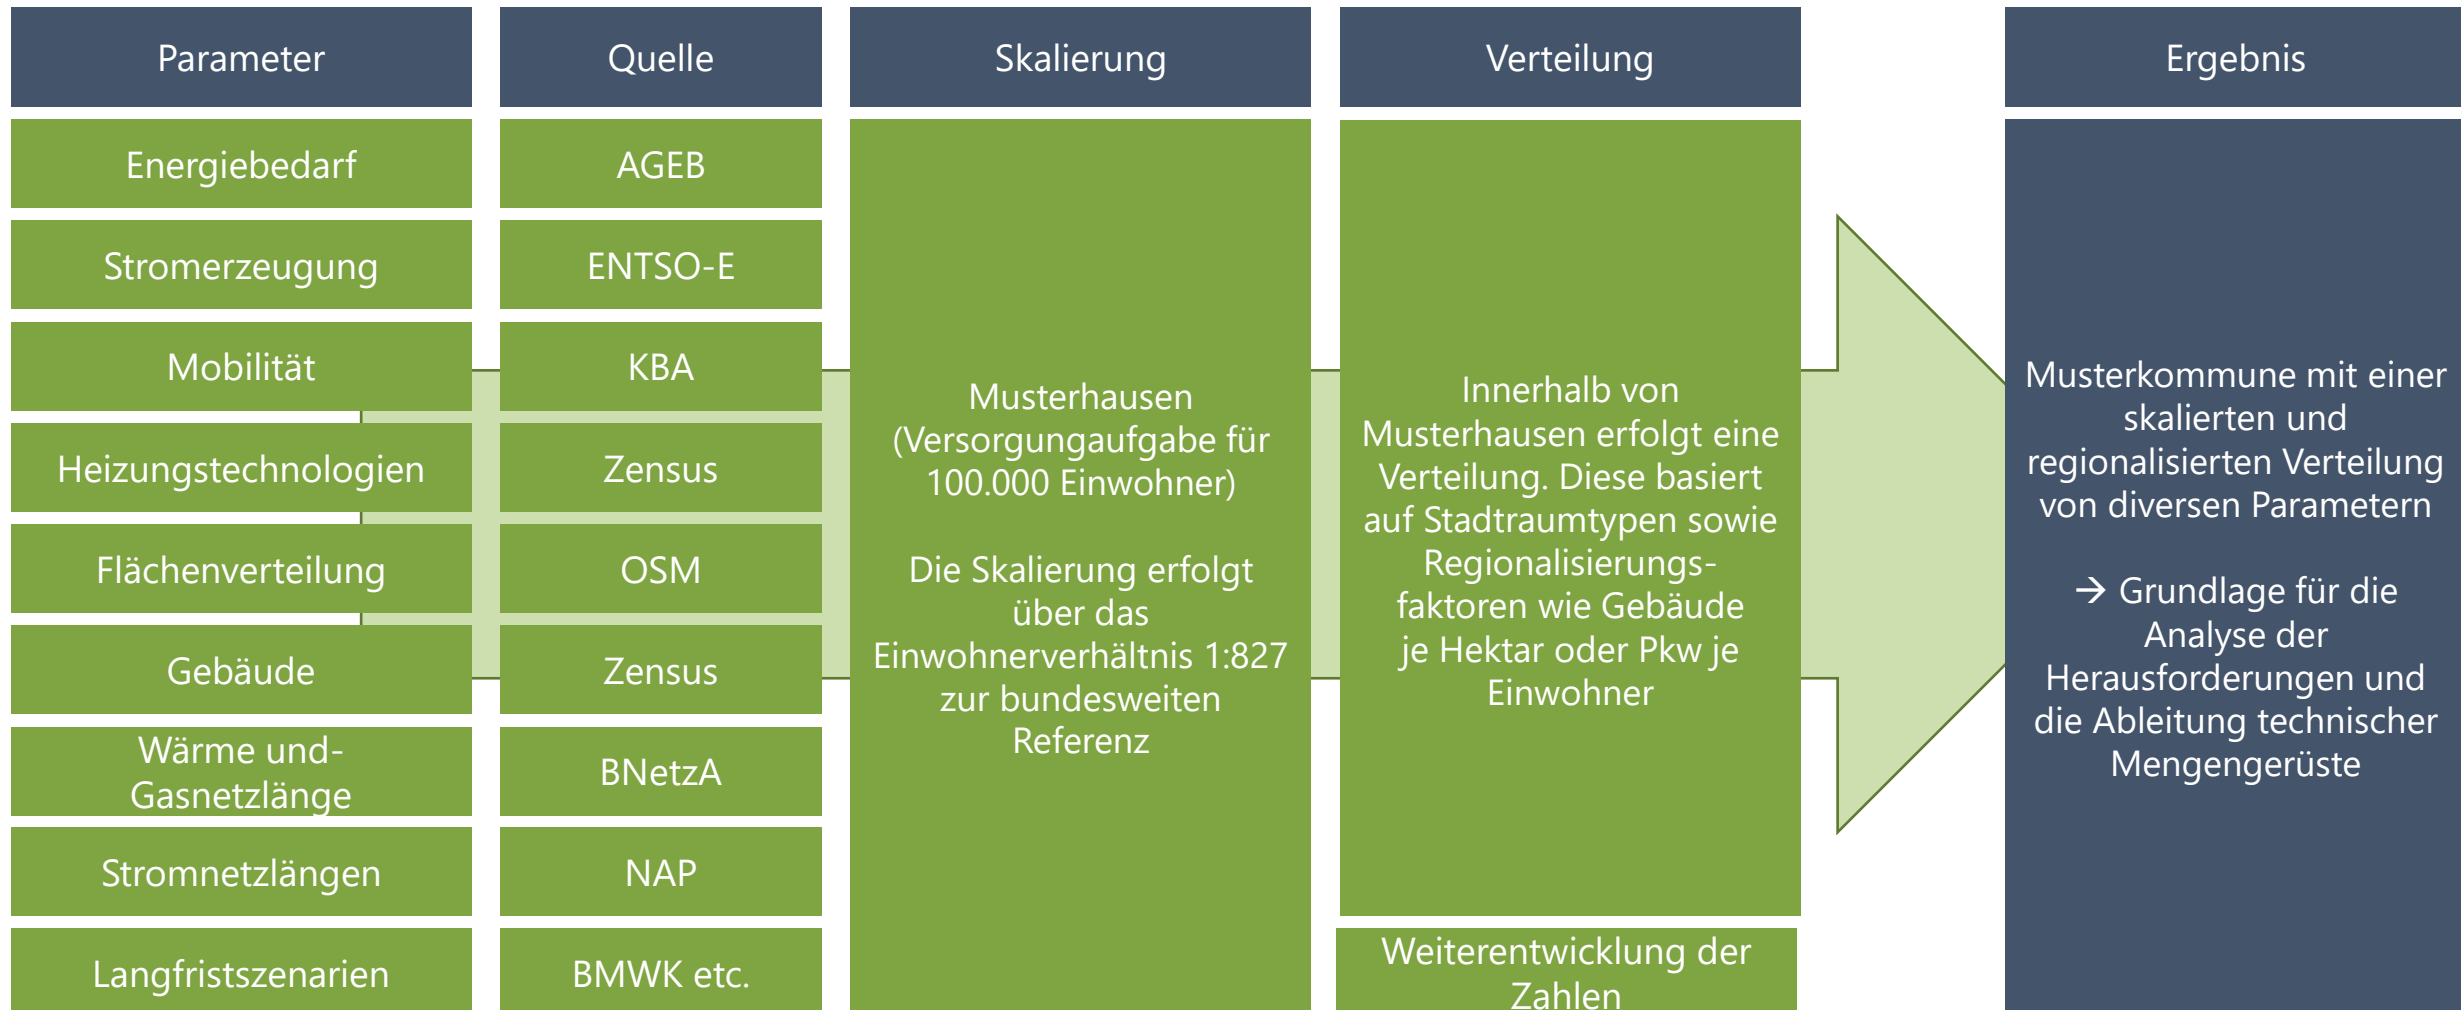 Parameter
Quelle
Skalierung
Verteilung
Ergebnis
Energiebedarf
AGEB
Stromerzeugung
ENTSO-E
Mobilität
KBA
Heizungstechnologien
Zensus
Flächenverteilung
OSM
Gebäude
Zensus
Wärme und-
Gasnetzlänge
BNetzA
Stromnetzlängen
NAP
Langfristszenarien
BMWK etc.
Musterhausen
(Versorgungaufgabe für
100.000 Einwohner)
Die Skalierung erfolgt
über das
Einwohnerverhältnis 1:827
zur bundesweiten
Referenz
Innerhalb von
Musterhausen erfolgt eine
Verteilung. Diese basiert
auf Stadtraumtypen sowie
Regionalisierungs-
faktoren wie Gebäude
je Hektar oder Pkw je
Einwohner
Weiterentwicklung der
Zahlen
Musterkommune mit einer
skalierten und
regionalisierten Verteilung
von diversen Parametern
→ Grundlage für die
Analyse der
Herausforderungen und
die Ableitung technischer
Mengengerüste